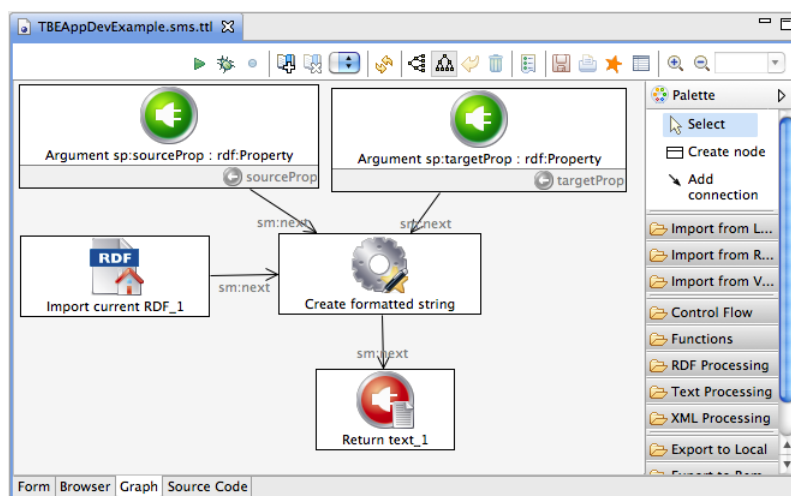 TBEAppDevExample.sms.ttl
Palette
Select
Create node
Add
connection
Import from L...
Import from R...
Import from V...
Control Flow
Functions
RDF Processing
Text Processing
XML Processing
Export to Local
Argument sp:sourceProp : rdf:Property
sourceProp
Argument sp:targetProp : rdf:Property
targetProp
sm:next
sm:next
RDF
Import current RDF_1
sm:next
Create formatted string
sm:next
Return text_1
Form
Browser
Graph
Source Code